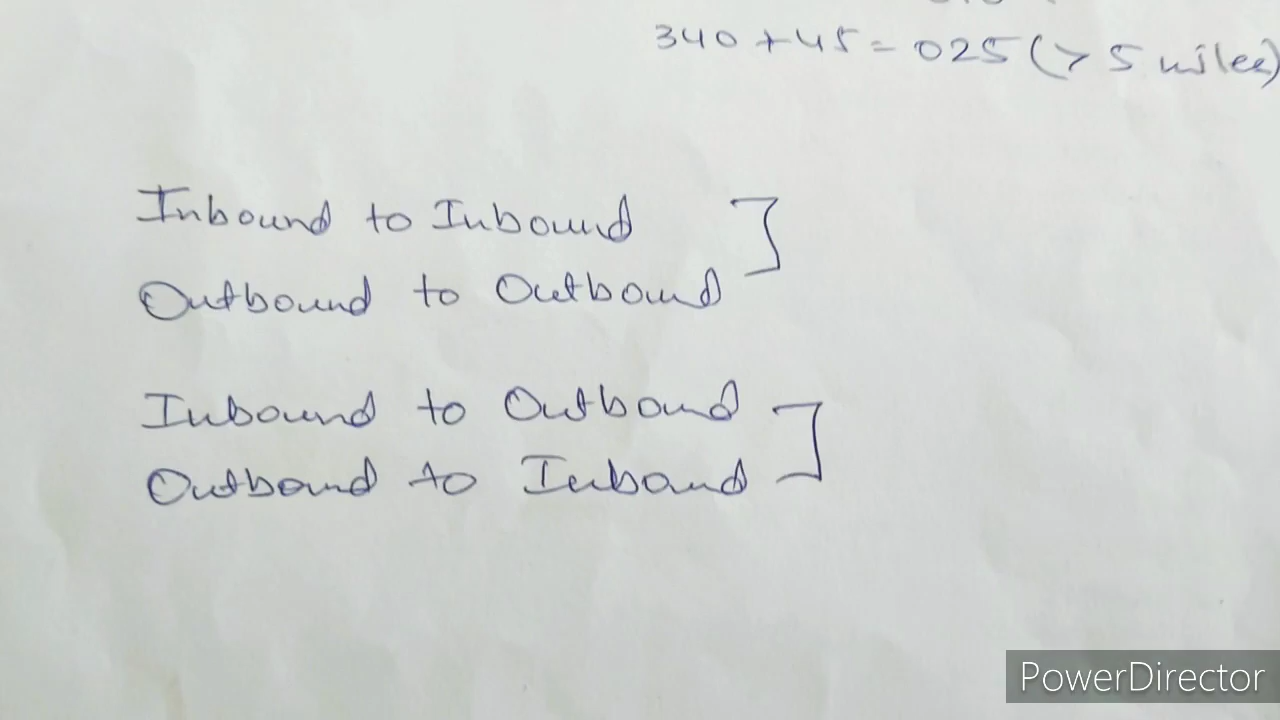 340 + 45 = 025 (> 5 miles)
Inbound to Inbound
Outbound to Outbound
Inbound to Outbound
Outbound to Inbound
PowerDirector